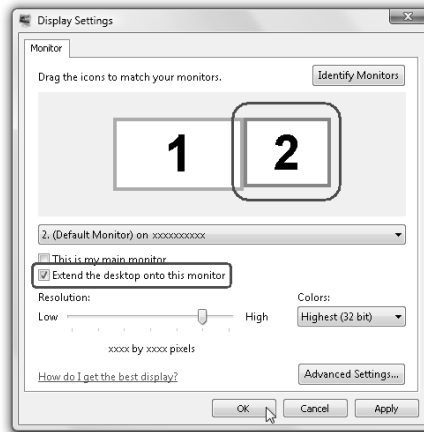 Display Settings
Monitor
Drag the icons to match your monitors.
Identify Monitors
1
2
2. (Default Monitor) on xxxxxxxxxx
This is my main monitor
Extend the desktop onto this monitor
Resolution:
Colors:
Low
High
Highest (32 bit)
xxxx by xxxx pixels
How do I get the best display?
Advanced Settings...
OK
Cancel
Apply